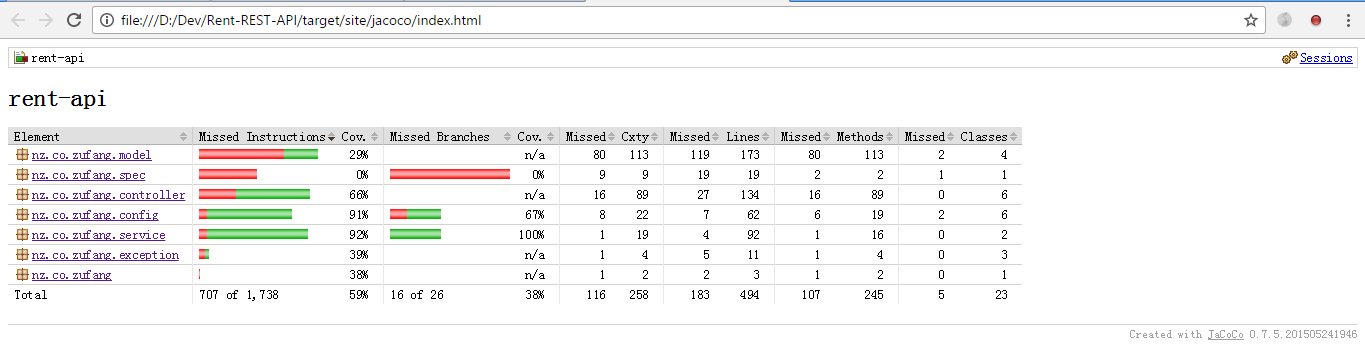 file:///D:/Dev/Rent-REST-API/target/site/jacoco/index.html
rent-api Sessions
rent-api
Element Missed Instructions Cov. Missed Branches Cov. Missed Cxty Missed Lines Missed Methods Missed Classes
nz.co.zufang.model 29% n/a 80 113 119 173 80 113 2 4
nz.co.zufang.spec 0% 0% 9 9 19 19 2 2 1 1
nz.co.zufang.controller 66% n/a 16 89 27 134 16 89 0 6
nz.co.zufang.config 91% 67% 8 22 7 62 6 19 2 6
nz.co.zufang.service 92% 100% 1 19 4 92 1 16 0 2
nz.co.zufang.exception 39% n/a 1 4 5 11 1 4 0 3
nz.co.zufang 38% n/a 1 2 2 3 1 2 0 1
Total 707 of 1,738 59% 16 of 26 38% 116 258 183 494 107 245 5 23
Created with JaCoCo 0.7.5.201505241946